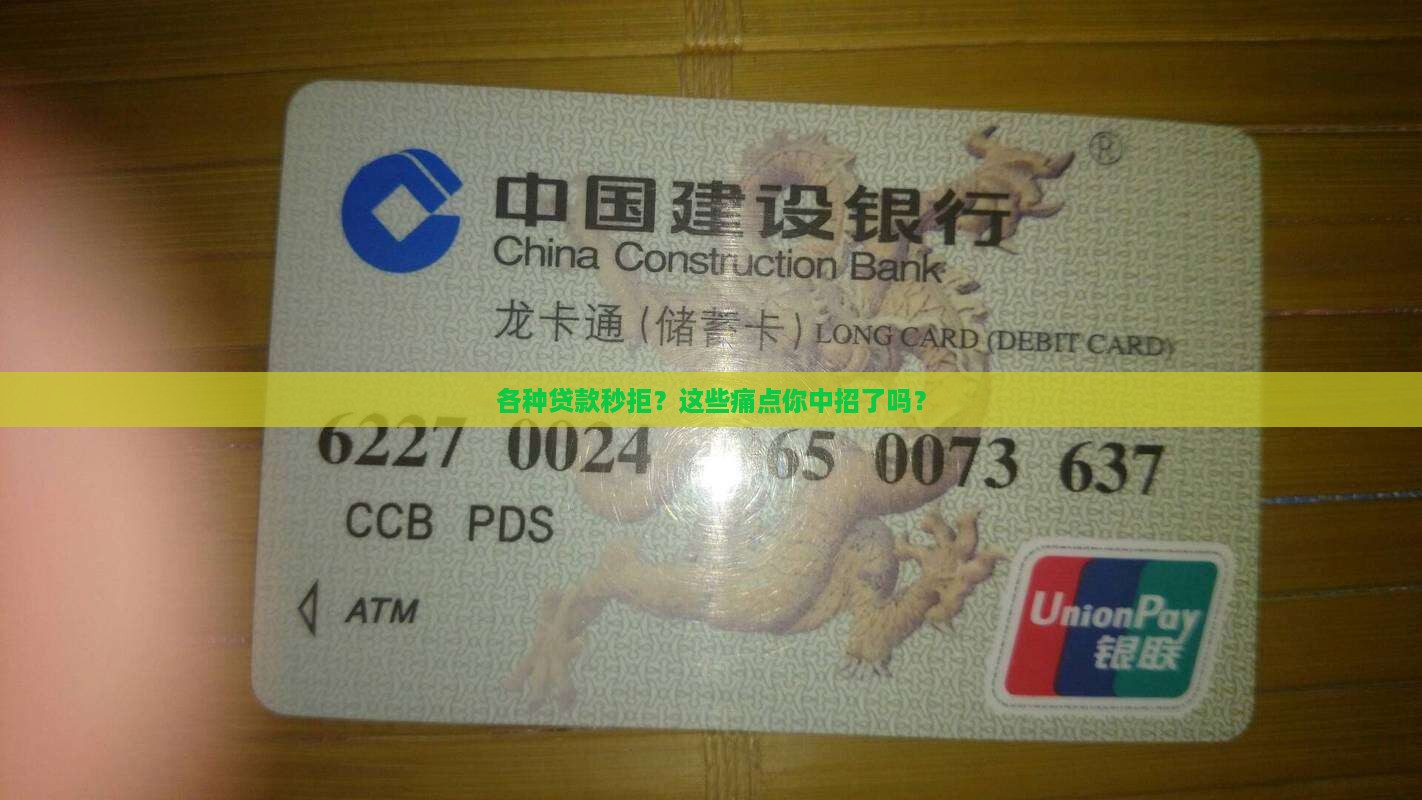 ®
中国建设银行
China Construction Bank
龙卡通(储蓄卡) LONG CARD (DEBIT CARD)
各种贷款秒拒？这些痛点你中招了吗？
6227 0024 65 0073 637
CCB PDS
ATM
UnionPay
银联